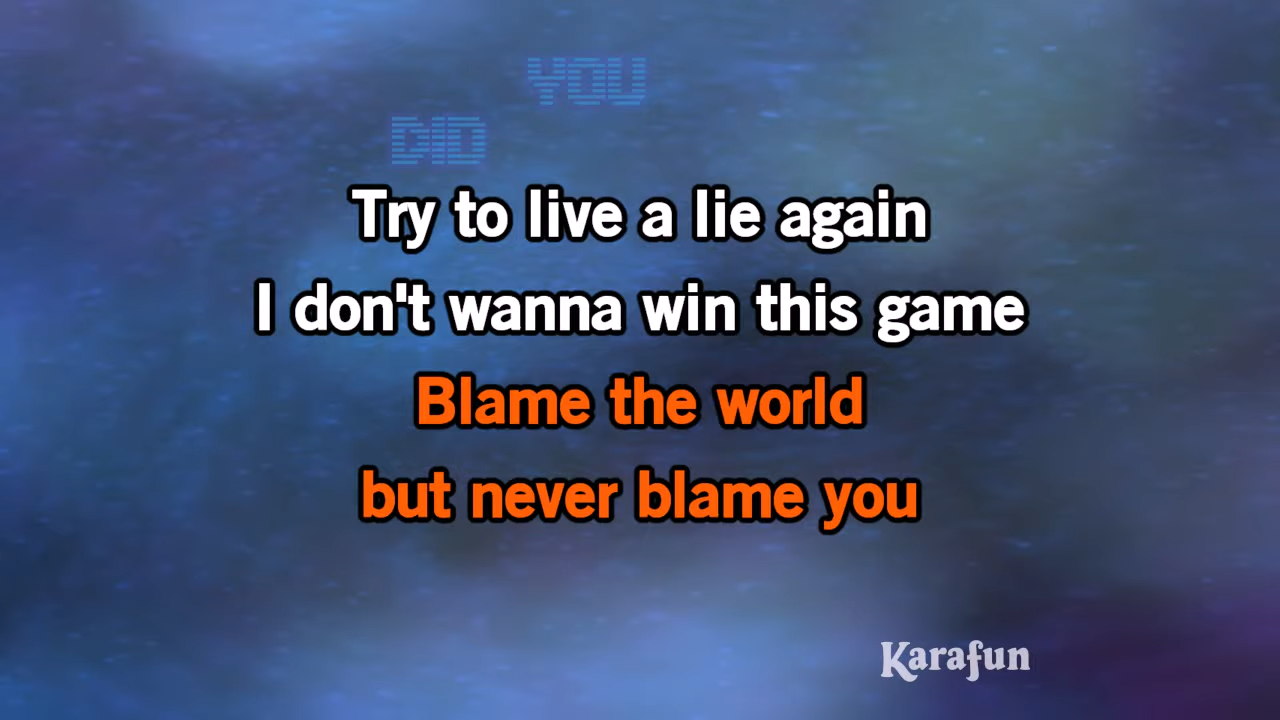 YOU
DID
Try to live a lie again
I don't wanna win this game
Blame the world
but never blame you
Karafun